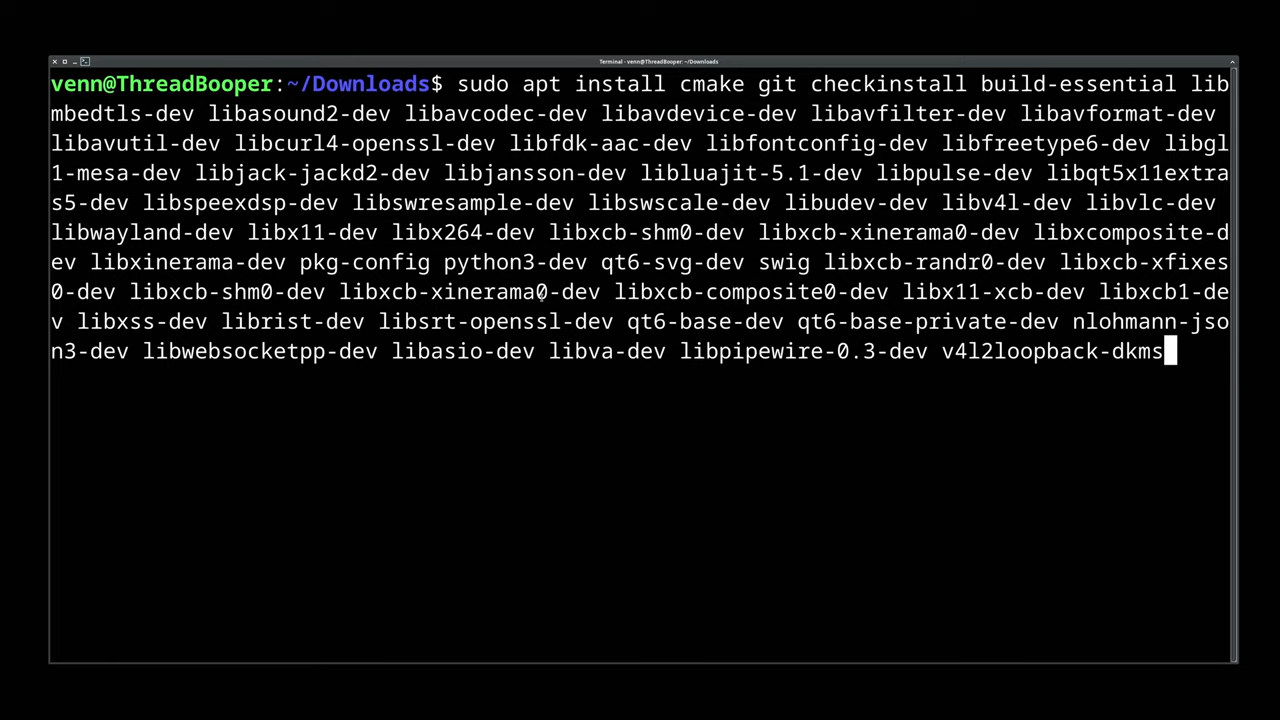 Terminal - venn@ThreadBooper: ~/Downloads
venn@ThreadBooper:~/Downloads$ sudo apt install cmake git checkinstall build-essential lib
mbedtls-dev libasound2-dev libavcodec-dev libavdevice-dev libavfilter-dev libavformat-dev
libavutil-dev libcurl4-openssl-dev libfdk-aac-dev libfontconfig-dev libfreetype6-dev libgl
1-mesa-dev libjack-jackd2-dev libjansson-dev libluajit-5.1-dev libpulse-dev libqt5x11extra
s5-dev libspeexdsp-dev libswresample-dev libswscale-dev libudev-dev libv4l-dev libvlc-dev
libwayland-dev libx11-dev libx264-dev libxcb-shm0-dev libxcb-xinerama0-dev libxcomposite-d
ev libxinerama-dev pkg-config python3-dev qt6-svg-dev swig libxcb-randr0-dev libxcb-xfixes
0-dev libxcb-shm0-dev libxcb-xinerama0-dev libxcb-composite0-dev libx11-xcb-dev libxcb1-de
v libxss-dev librist-dev libsrt-openssl-dev qt6-base-dev qt6-base-private-dev nlohmann-jso
n3-dev libwebsocketpp-dev libasio-dev libva-dev libpipewire-0.3-dev v4l2loopback-dkms